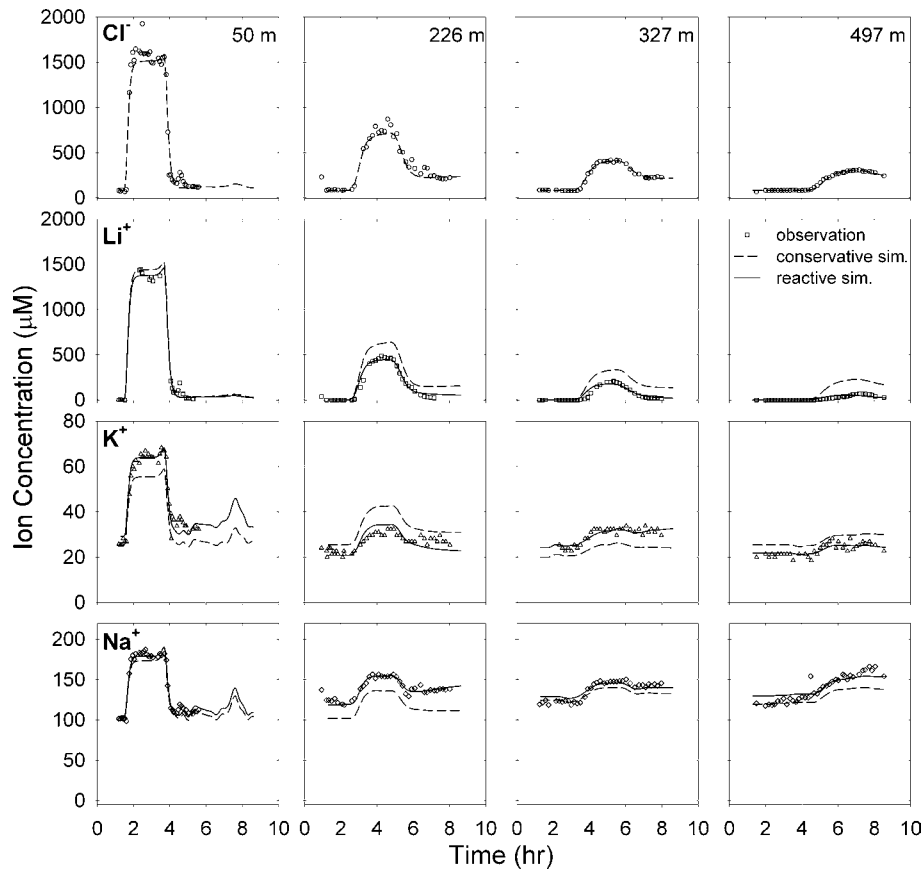 Cl⁻ 50 m 226 m 327 m 497 m
2000
1500
1000
500
0
Li⁺
observation
conservative sim.
reactive sim.
2000
1500
1000
500
0
K⁺
80
60
40
20
0
Na⁺
200
150
100
50
0
0 2 4 6 8 10 0 2 4 6 8 10 0 2 4 6 8 10 0 2 4 6 8 10
Time (hr)
Ion Concentration (μM)